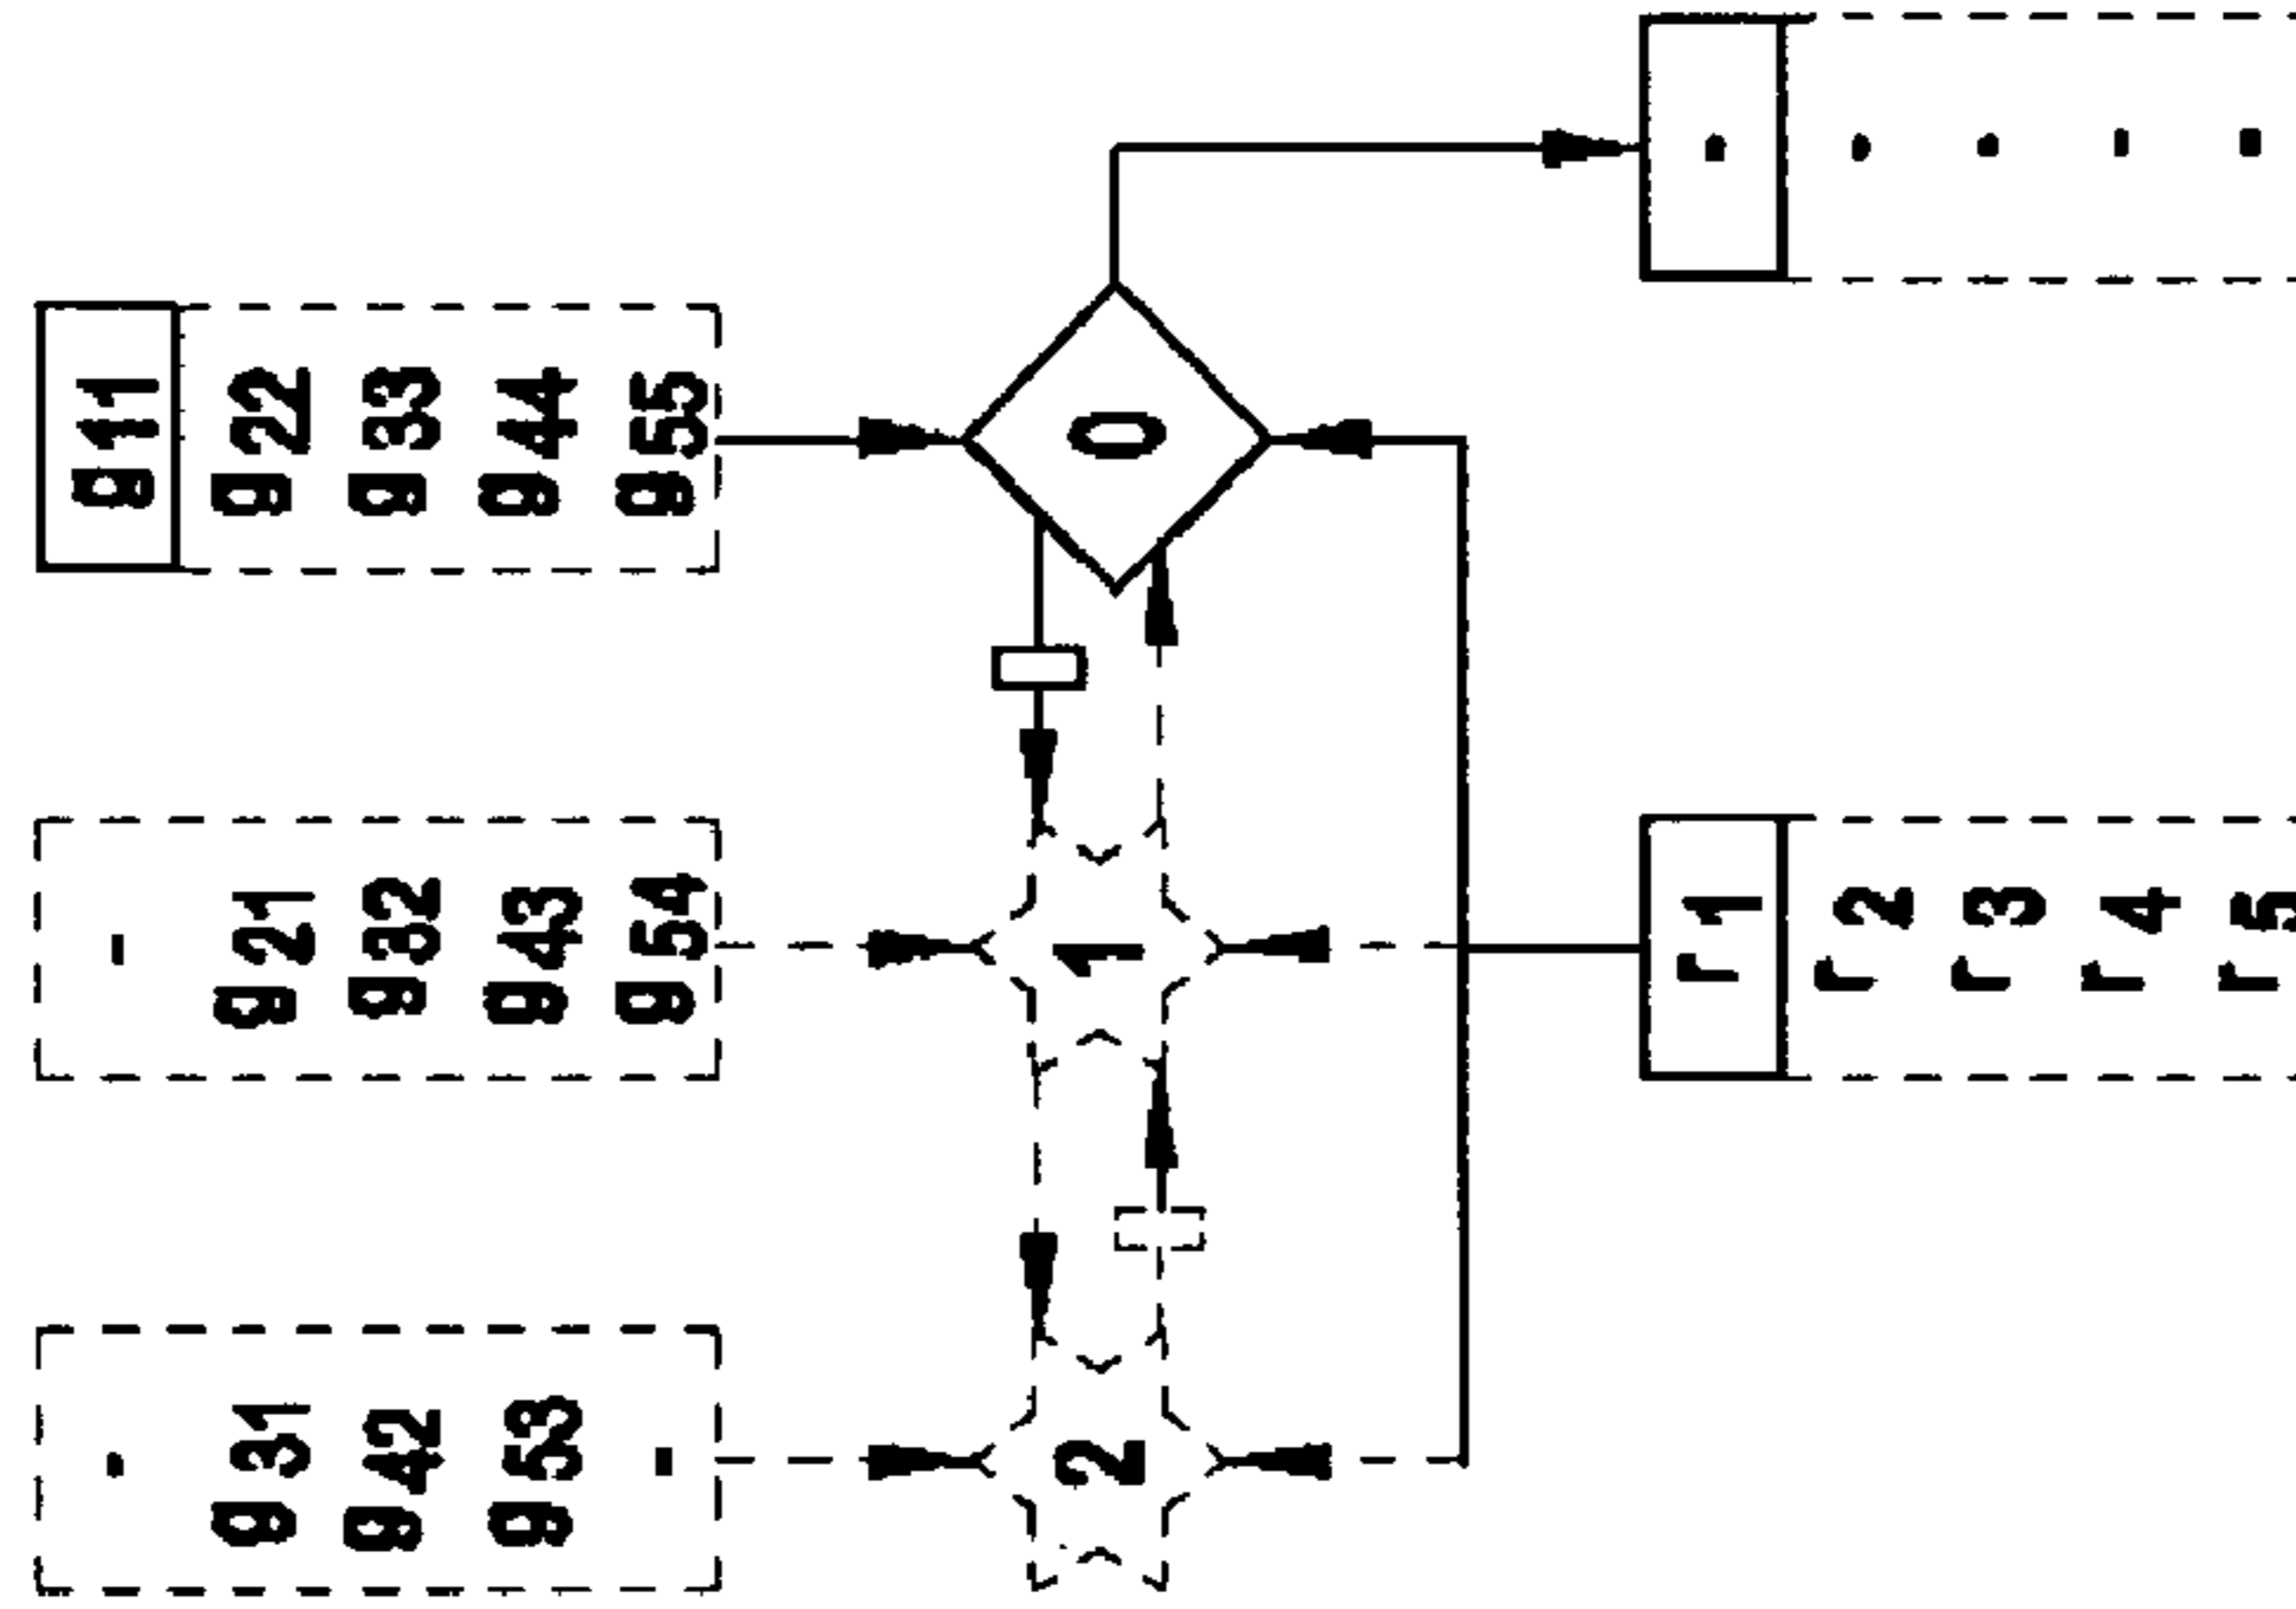 . . . . .
g11 g22 g33 g44 g55
0
. g21 g32 g43 g54
1
r1 r2 r3 r4 r5
. g31 g42 g53 .
2